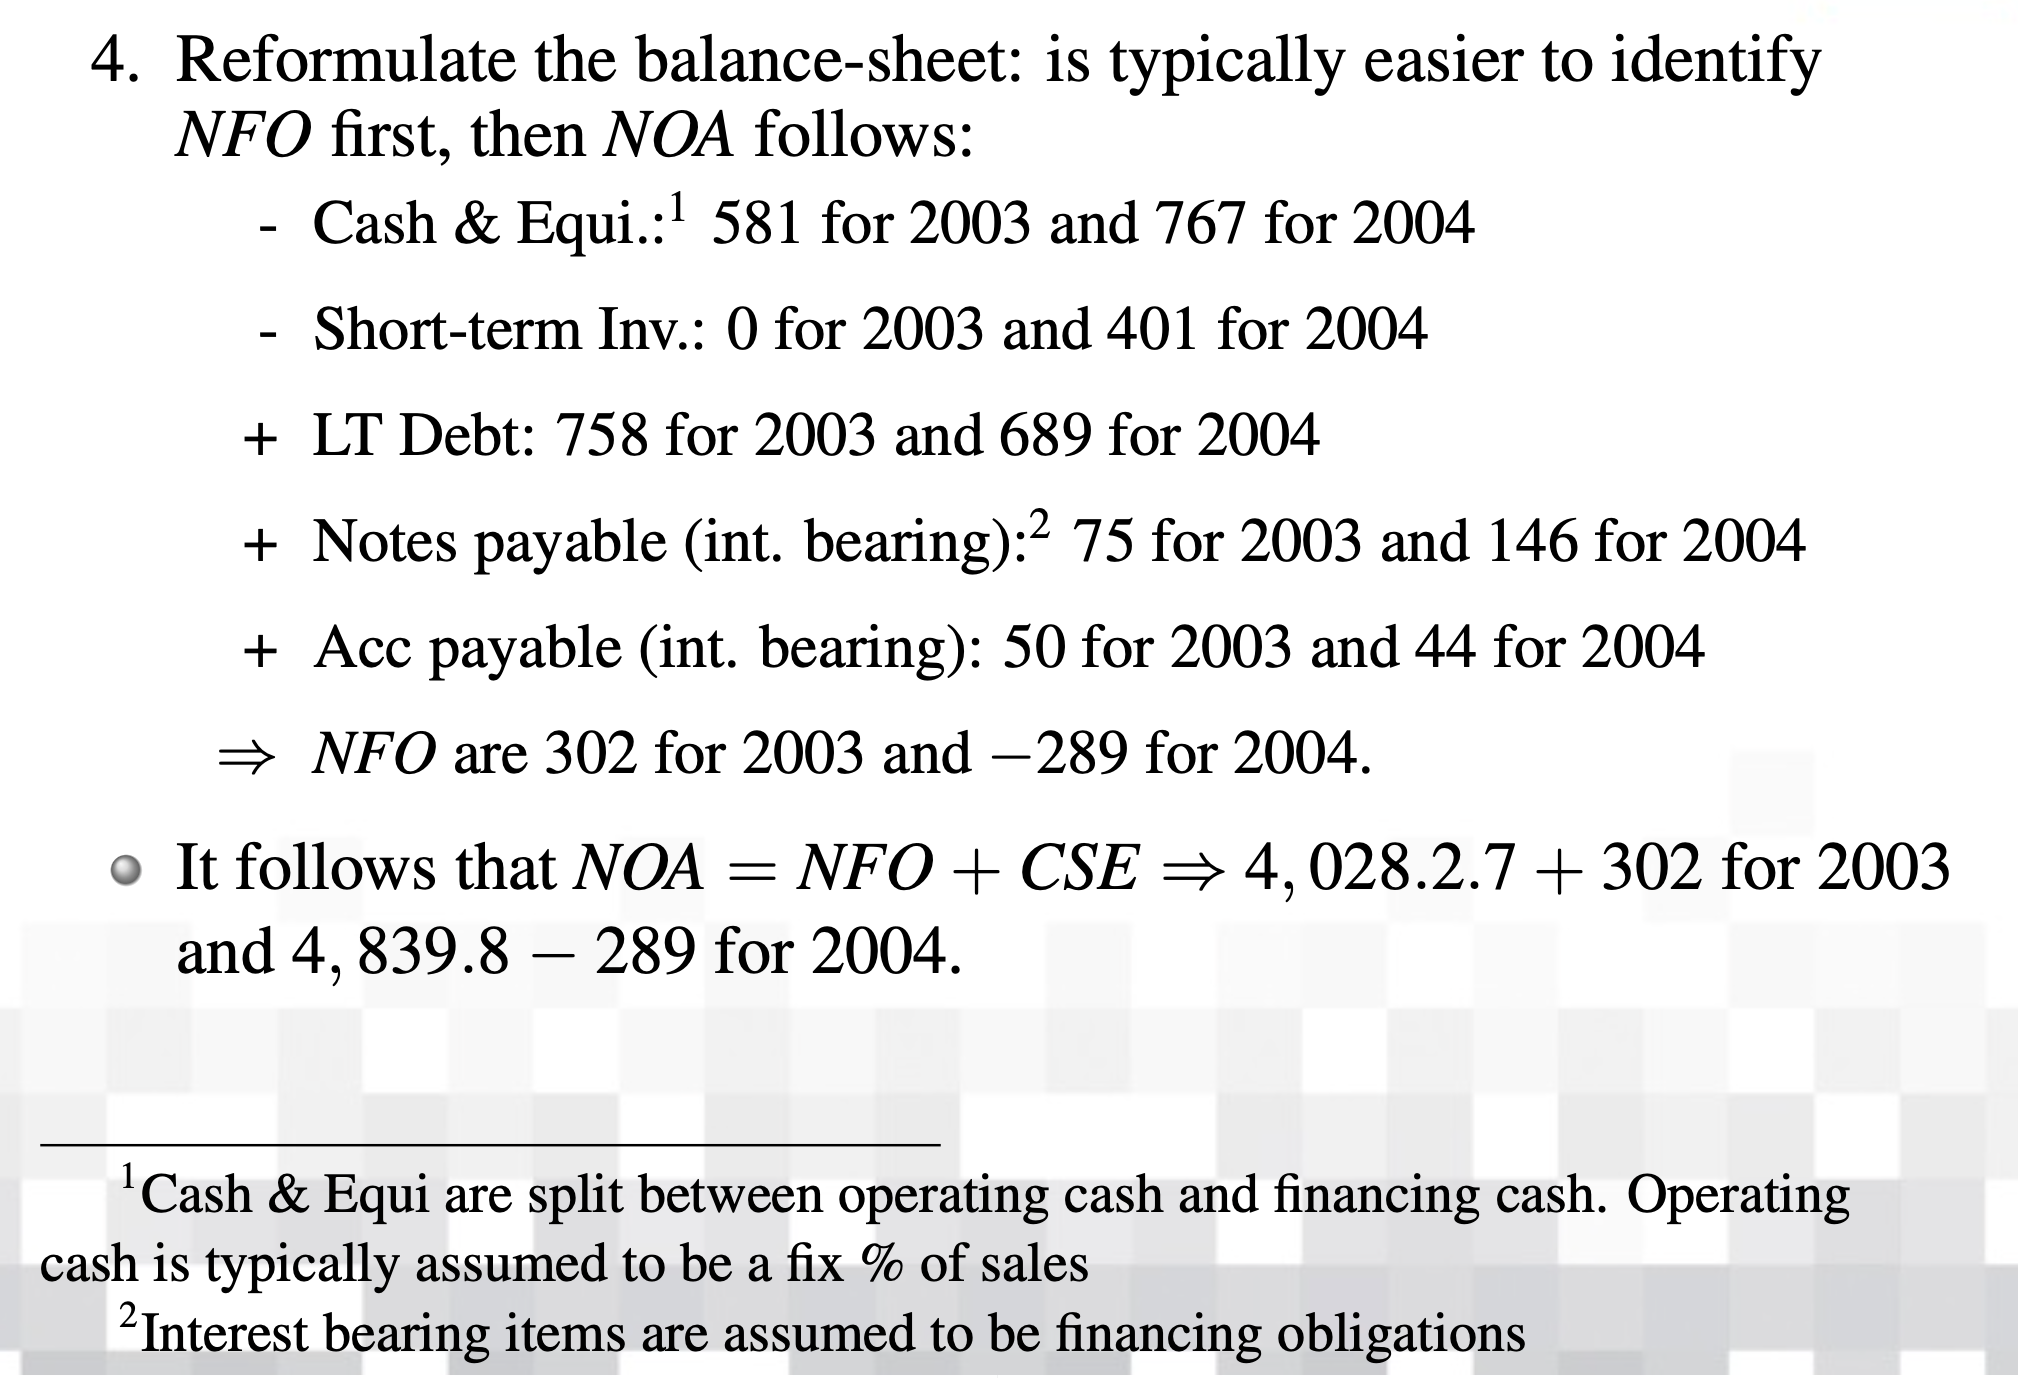 4. Reformulate the balance-sheet: is typically easier to identify
NFO first, then NOA follows:
- Cash & Equi.:¹ 581 for 2003 and 767 for 2004
- Short-term Inv.: 0 for 2003 and 401 for 2004
+ LT Debt: 758 for 2003 and 689 for 2004
+ Notes payable (int. bearing):² 75 for 2003 and 146 for 2004
+ Acc payable (int. bearing): 50 for 2003 and 44 for 2004
⇒ NFO are 302 for 2003 and −289 for 2004.
It follows that NOA = NFO + CSE ⇒ 4, 028.2.7 + 302 for 2003
and 4, 839.8 − 289 for 2004.
¹Cash & Equi are split between operating cash and financing cash. Operating
cash is typically assumed to be a fix % of sales
²Interest bearing items are assumed to be financing obligations